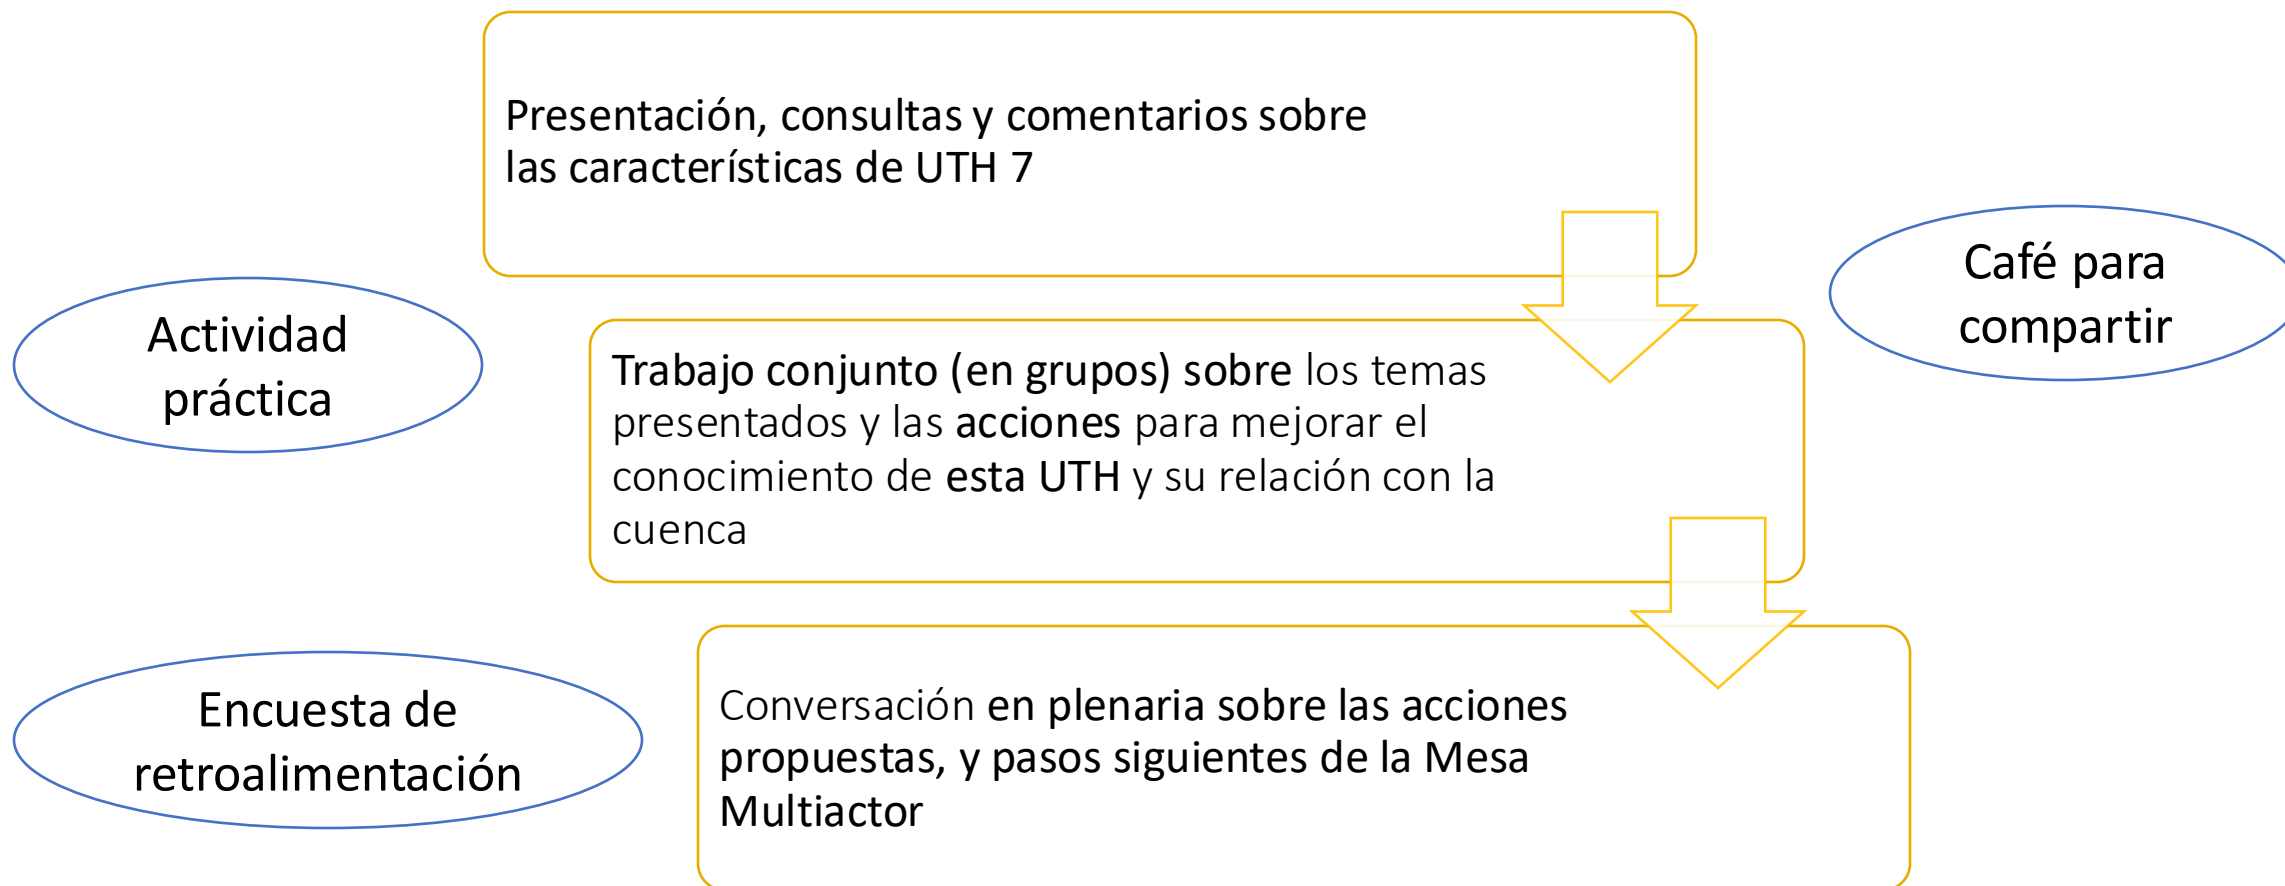 Presentación, consultas y comentarios sobre
las características de UTH 7
Café para
compartir
Actividad
práctica
Trabajo conjunto (en grupos) sobre los temas
presentados y las acciones para mejorar el
conocimiento de esta UTH y su relación con la
cuenca
Encuesta de
retroalimentación
Conversación en plenaria sobre las acciones
propuestas, y pasos siguientes de la Mesa
Multiactor